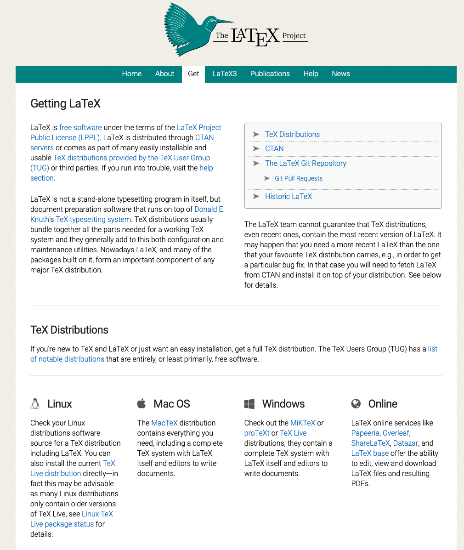 The LATEX Project
Home About Get LaTeX3 Publications Help News
Getting LaTeX
LaTeX is free software under the terms of the LaTeX Project
Public License (LPPL). LaTeX is distributed through CTAN
servers or comes as part of many easily installable and
usable TeX distributions provided by the TeX User Group
(TUG) or third parties. If you run into trouble, visit the help
section.
LaTeX is not a stand-alone typesetting program in itself, but
document preparation software that runs on top of Donald E.
Knuth's TeX typesetting system. TeX distributions usually
bundle together all the parts needed for a working TeX
system and they generally add to this both configuration and
maintenance utilities. Nowadays LaTeX, and many of the
packages built on it, form an important component of any
major TeX distribution.
TeX Distributions
CTAN
The LaTeX Git Repository
Git Pull Requests
Historic LaTeX
The LaTeX team cannot guarantee that TeX distributions,
even recent ones, contain the most recent version of LaTeX. It
may happen that you need a more recent LaTeX than the one
that your favourite TeX distribution carries, e.g., in order to get
a particular bug fix. In that case you will need to fetch LaTeX
from CTAN and install it on top of your distribution. See below
for details.
TeX Distributions
If you're new to TeX and LaTeX or just want an easy installation, get a full TeX distribution. The TeX Users Group (TUG) has a list
of notable distributions that are entirely, or least primarily, free software.
Linux
Check your Linux
distributions software
source for a TeX distribution
including LaTeX. You can
also install the current TeX
Live distribution directly—in
fact this may be advisable
as many Linux distributions
only contain older versions
of TeX Live, see Linux TeX
Live package status for
details.
Mac OS
The MacTeX distribution
contains everything you
need, including a complete
TeX system with LaTeX
itself and editors to write
documents.
Windows
Check out the MiKTeX or
proTeXt or TeX Live
distributions; they contain a
complete TeX system with
LaTeX itself and editors to
write documents.
Online
LaTeX online services like
Papeeria, Overleaf,
ShareLaTeX, Datazar, and
LaTeX base offer the ability
to edit, view and download
LaTeX files and resulting
PDFs.